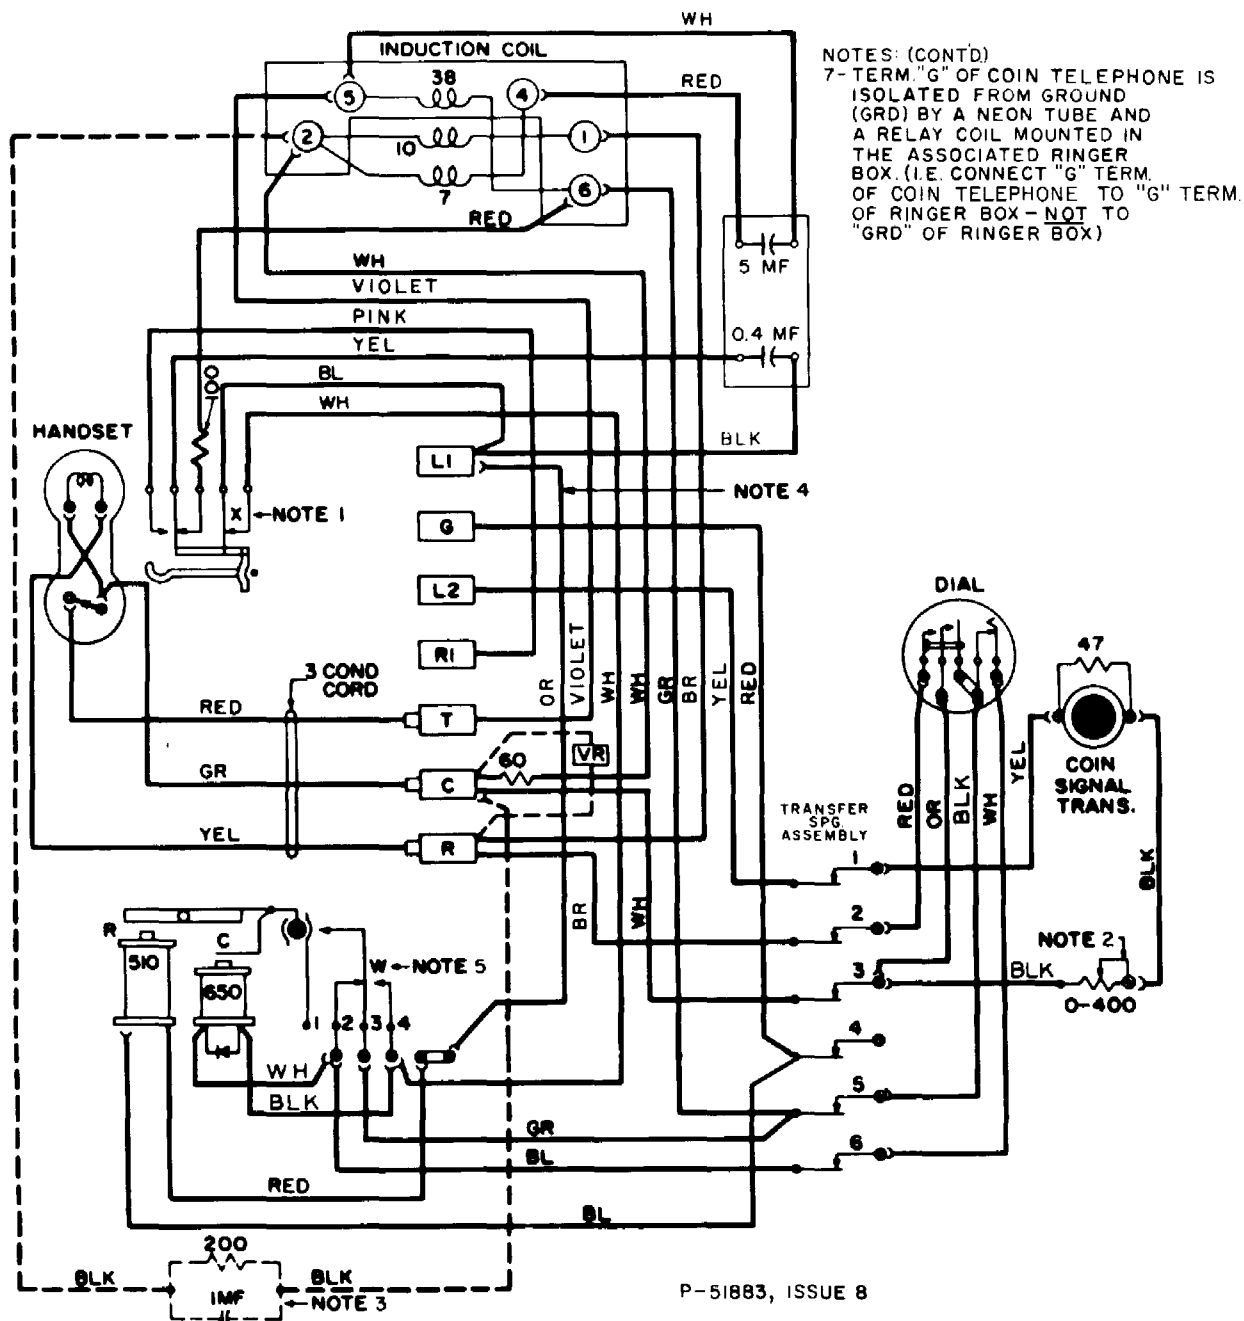 WH
INDUCTION COIL
NOTES: (CONT'D.)
7-TERM."G" OF COIN TELEPHONE IS
ISOLATED FROM GROUND
(GRD) BY A NEON TUBE AND
A RELAY COIL MOUNTED IN
THE ASSOCIATED RINGER
BOX. (I.E. CONNECT "G" TERM.
OF COIN TELEPHONE TO "G" TERM.
OF RINGER BOX-NOT TO
"GRD" OF RINGER BOX)
38
5
4
RED
2
10
1
7
6
RED
WH
5 MF
VIOLET
PINK
0.4 MF
YEL
100
BL
WH
HANDSET
BLK
L1
NOTE 4
X
NOTE 1
G
L2
DIAL
R1
47
3 COND
CORD
OR
VIOLET
WH
WH
GR
BR
YEL
RED
RED
T
VR
60
GR
C
YEL
COIN
SIGNAL
TRANS.
RED
OR
BLK
WH
TRANSFER
SPG.
ASSEMBLY
YEL
R
1
BLK
BR
WH
2
R
C
510
650
W
NOTE 5
NOTE 2
3
BLK
0-400
1
2
3
4
4
WH
BLK
5
GR
6
BL
RED
BL
200
BLK
BLK
1MF
NOTE 3
P-51883, ISSUE 8